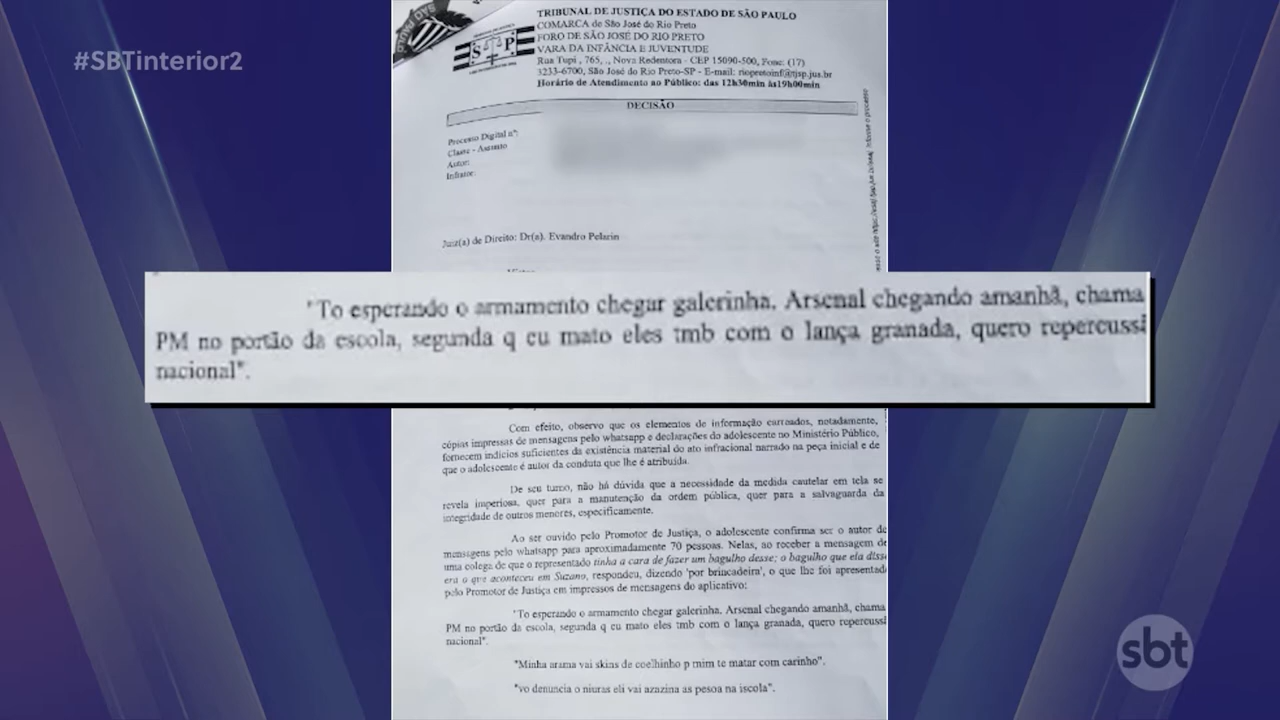 #SBTinterior2
SÃO PAULO
S P
TRIBUNAL DE JUSTIÇA DO ESTADO DE SÃO PAULO
COMARCA de São José do Rio Preto
FORO DE SÃO JOSÉ DO RIO PRETO
VARA DA INFÂNCIA E JUVENTUDE
Rua Tupi , 765, ., Nova Redentora - CEP 15090-500, Fone: (17)
3233-6700, São José do Rio Preto-SP - E-mail: riopretoinf@tjsp.jus.br
Horário de Atendimento ao Público: das 12h30min às19h00min
DECISÃO
Processo Digital nº:
Classe - Assunto
Autor:
Infrator:
Juiz(a) de Direito: Dr(a). Evandro Pelarin
"To esperando o armamento chegar galerinha. Arsenal chegando amanhã, chama
PM no portão da escola, segunda q eu mato eles tmb com o lança granada, quero repercussi
nacional".
Com efeito, observo que os elementos de informação carreados, notadamente,
cópias impressas de mensagens pelo whatsapp e declarações do adolescente no Ministério Público,
fornecem indícios suficientes da existência material do ato infracional narrado na peça inicial e de
que o adolescente é autor da conduta que lhe é atribuída.
De seu turno, não há dúvida que a necessidade da medida cautelar em tela se
revela imperiosa, quer para a manutenção da ordem pública, quer para a salvaguarda da
integridade de outros menores, especificamente.
Ao ser ouvido pelo Promotor de Justiça, o adolescente confirma ser o autor de
mensagens pelo whatsapp para aproximadamente 70 pessoas. Nelas, ao receber a mensagem de
uma colega de que o representado tinha a cara de fazer um bagulho desse; o bagulho que ela diss
era o que aconteceu em Suzano, respondeu, dizendo 'por brincadeira', o que lhe foi apresentad
pelo Promotor de Justiça em impressos de mensagens do aplicativo:
"To esperando o armamento chegar galerinha. Arsenal chegando amanhã, chama
PM no portão da escola, segunda q eu mato eles tmb com o lança granada, quero repercussi
nacional".
"Minha arama vai skins de coelhinho p mim te matar com carinho".
"vo denuncia o niuras eli vai azazina as pesoa na iscola".
sbt